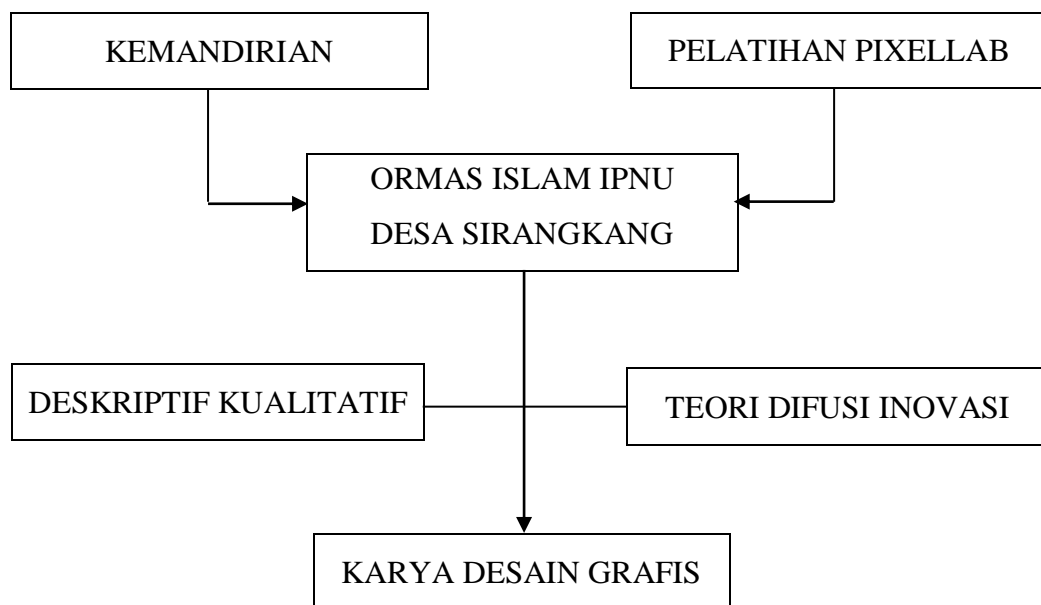 KEMANDIRIAN
PELATIHAN PIXELLAB
ORMAS ISLAM IPNU
DESA SIRANGKANG
DESKRIPTIF KUALITATIF
TEORI DIFUSI INOVASI
KARYA DESAIN GRAFIS